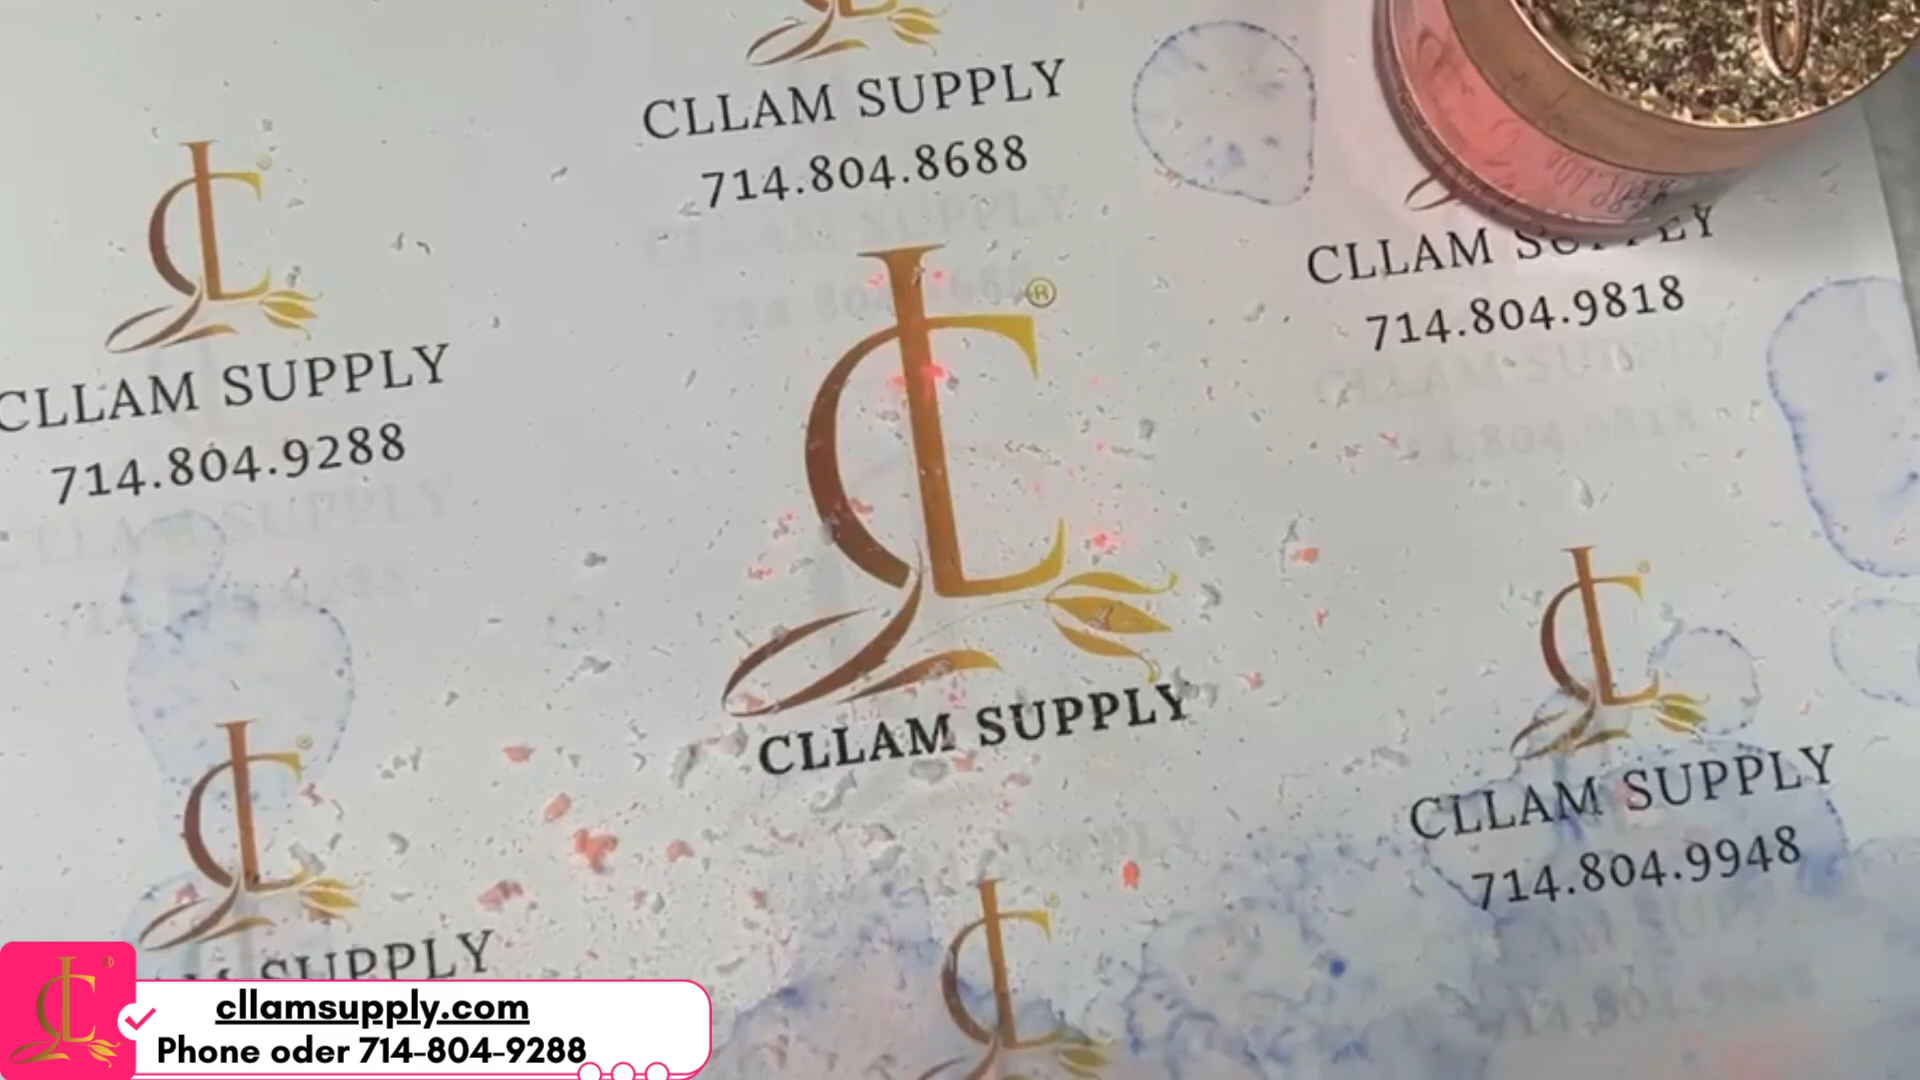 CLLAM SUPPLY
714.804.8688
CLLAM SUPPLY
714.804.9818
CLLAM SUPPLY
714.804.9288
®
CLLAM SUPPLY
CLLAM SUPPLY
714.804.9948
SUPPLY
cllamsupply.com
Phone oder 714-804-9288